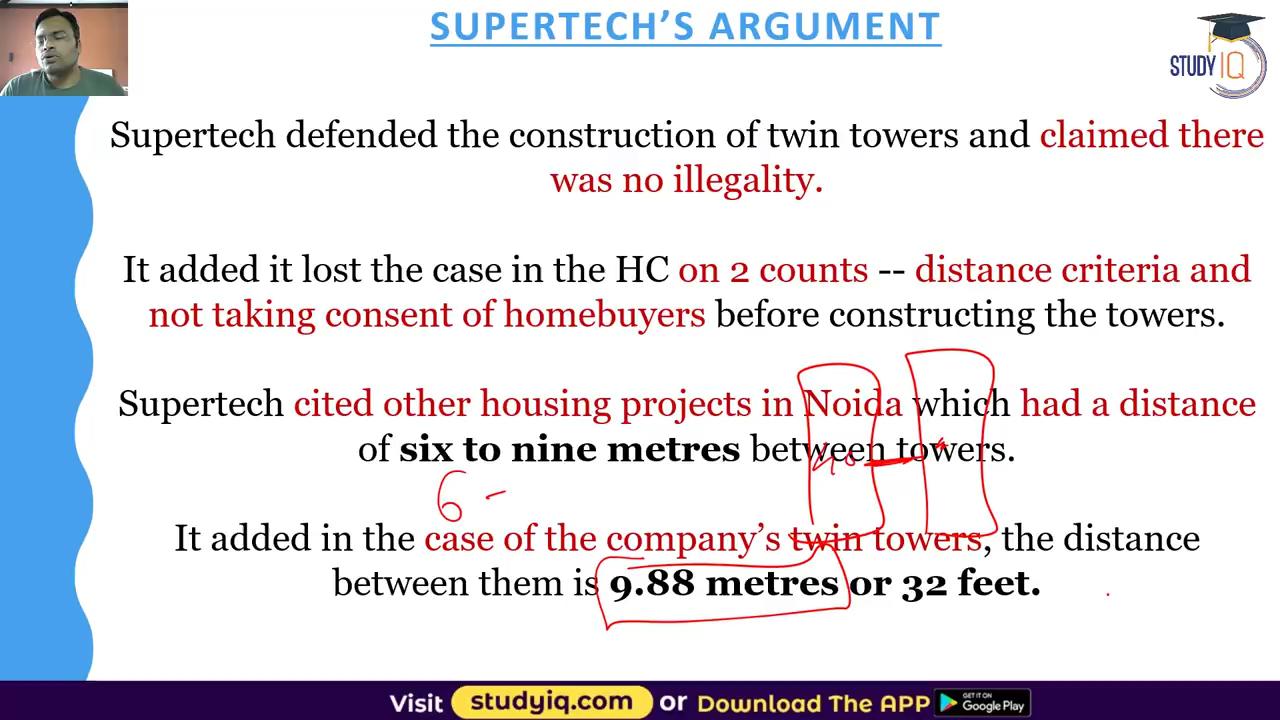 SUPERTECH'S ARGUMENT
STUDY IQ
Supertech defended the construction of twin towers and claimed there
was no illegality.
It added it lost the case in the HC on 2 counts -- distance criteria and
not taking consent of homebuyers before constructing the towers.
Supertech cited other housing projects in Noida which had a distance
of six to nine metres between towers.
40
6 -
It added in the case of the company's twin towers, the distance
between them is 9.88 metres or 32 feet.
Visit studyiq.com or Download The APP GET IT ON Google Play